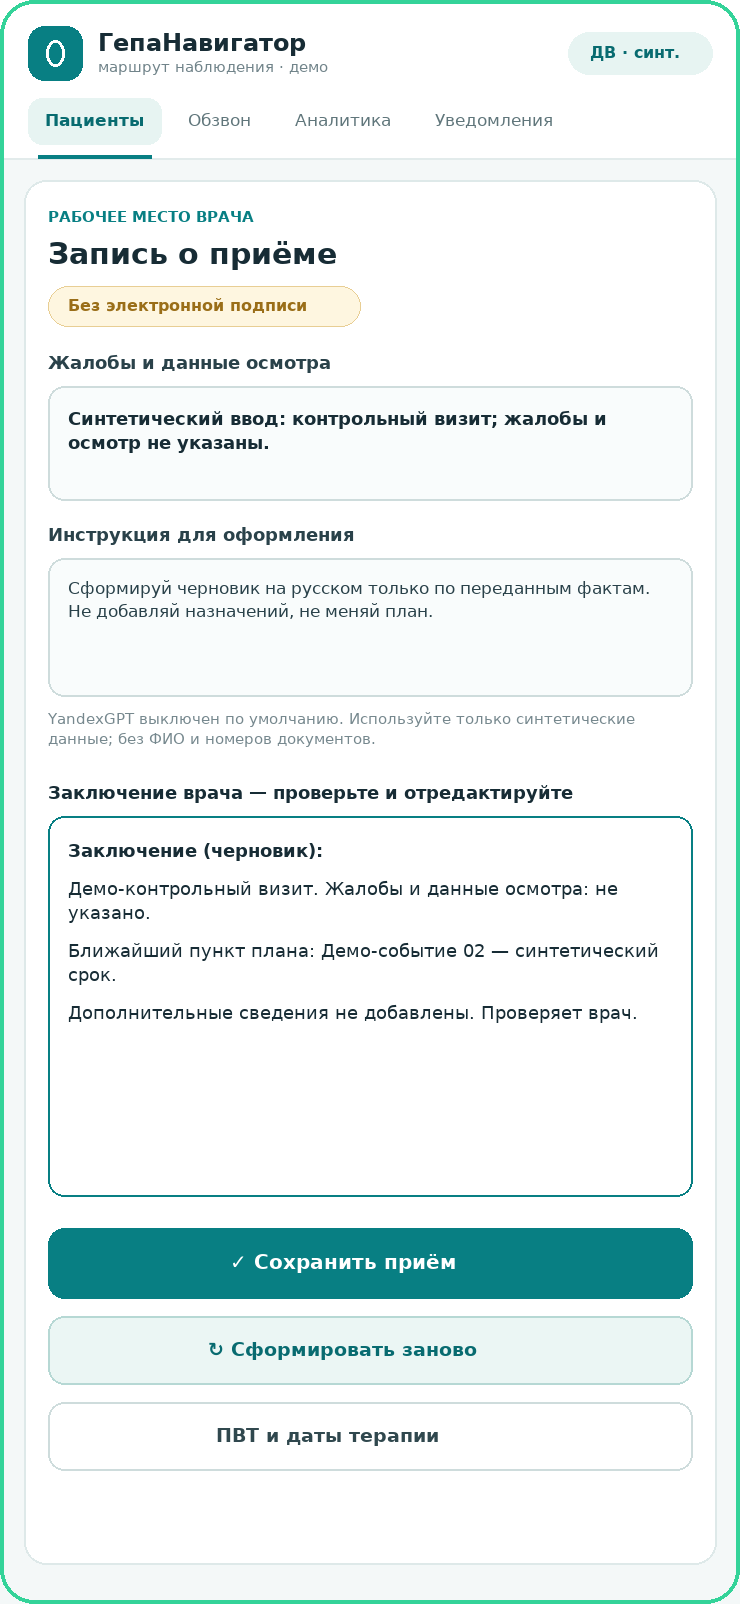 ГепаНавигатор
маршрут наблюдения · демо
ДВ · синт.
Пациенты
Обзвон
Аналитика
Уведомления
РАБОЧЕЕ МЕСТО ВРАЧА
Запись о приёме
Без электронной подписи
Жалобы и данные осмотра
Синтетический ввод: контрольный визит; жалобы и
осмотр не указаны.
Инструкция для оформления
Сформируй черновик на русском только по переданным фактам.
Не добавляй назначений, не меняй план.
YandexGPT выключен по умолчанию. Используйте только синтетические
данные; без ФИО и номеров документов.
Заключение врача — проверьте и отредактируйте
Заключение (черновик):
Демо-контрольный визит. Жалобы и данные осмотра: не
указано.
Ближайший пункт плана: Демо-событие 02 — синтетический
срок.
Дополнительные сведения не добавлены. Проверяет врач.
✓ Сохранить приём
↻ Сформировать заново
ПВТ и даты терапии